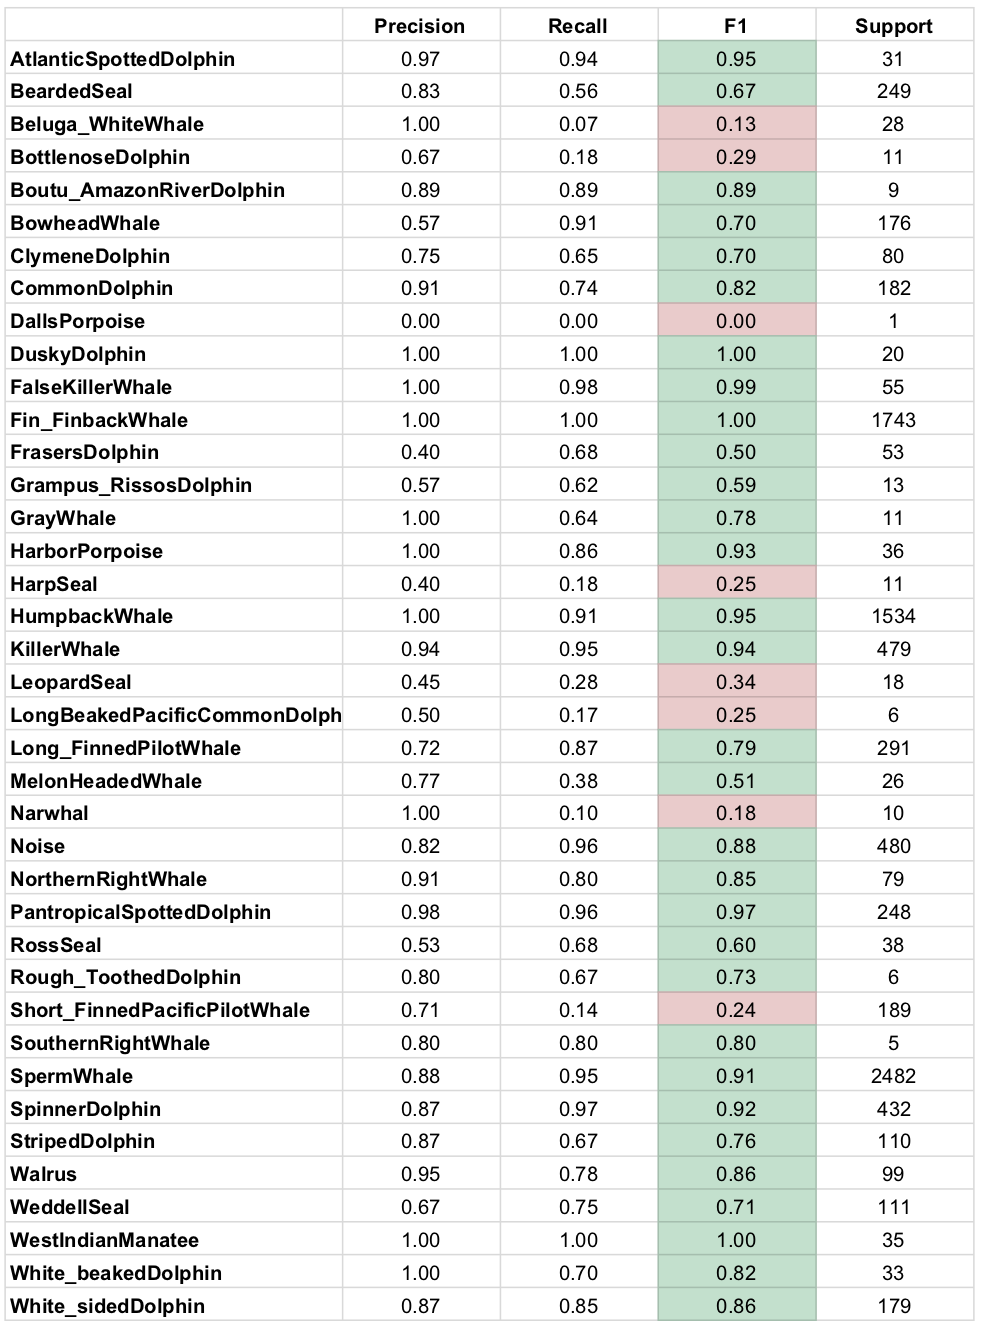 Precision Recall F1 Support
AtlanticSpottedDolphin 0.97 0.94 0.95 31
BeardedSeal 0.83 0.56 0.67 249
Beluga_WhiteWhale 1.00 0.07 0.13 28
BottlenoseDolphin 0.67 0.18 0.29 11
Boutu_AmazonRiverDolphin 0.89 0.89 0.89 9
BowheadWhale 0.57 0.91 0.70 176
ClymeneDolphin 0.75 0.65 0.70 80
CommonDolphin 0.91 0.74 0.82 182
DallsPorpoise 0.00 0.00 0.00 1
DuskyDolphin 1.00 1.00 1.00 20
FalseKillerWhale 1.00 0.98 0.99 55
Fin_FinbackWhale 1.00 1.00 1.00 1743
FrasersDolphin 0.40 0.68 0.50 53
Grampus_RissosDolphin 0.57 0.62 0.59 13
GrayWhale 1.00 0.64 0.78 11
HarborPorpoise 1.00 0.86 0.93 36
HarpSeal 0.40 0.18 0.25 11
HumpbackWhale 1.00 0.91 0.95 1534
KillerWhale 0.94 0.95 0.94 479
LeopardSeal 0.45 0.28 0.34 18
LongBeakedPacificCommonDolph 0.50 0.17 0.25 6
Long_FinnedPilotWhale 0.72 0.87 0.79 291
MelonHeadedWhale 0.77 0.38 0.51 26
Narwhal 1.00 0.10 0.18 10
Noise 0.82 0.96 0.88 480
NorthernRightWhale 0.91 0.80 0.85 79
PantropicalSpottedDolphin 0.98 0.96 0.97 248
RossSeal 0.53 0.68 0.60 38
Rough_ToothedDolphin 0.80 0.67 0.73 6
Short_FinnedPacificPilotWhale 0.71 0.14 0.24 189
SouthernRightWhale 0.80 0.80 0.80 5
SpermWhale 0.88 0.95 0.91 2482
SpinnerDolphin 0.87 0.97 0.92 432
StripedDolphin 0.87 0.67 0.76 110
Walrus 0.95 0.78 0.86 99
WeddellSeal 0.67 0.75 0.71 111
WestIndianManatee 1.00 1.00 1.00 35
White_beakedDolphin 1.00 0.70 0.82 33
White_sidedDolphin 0.87 0.85 0.86 179